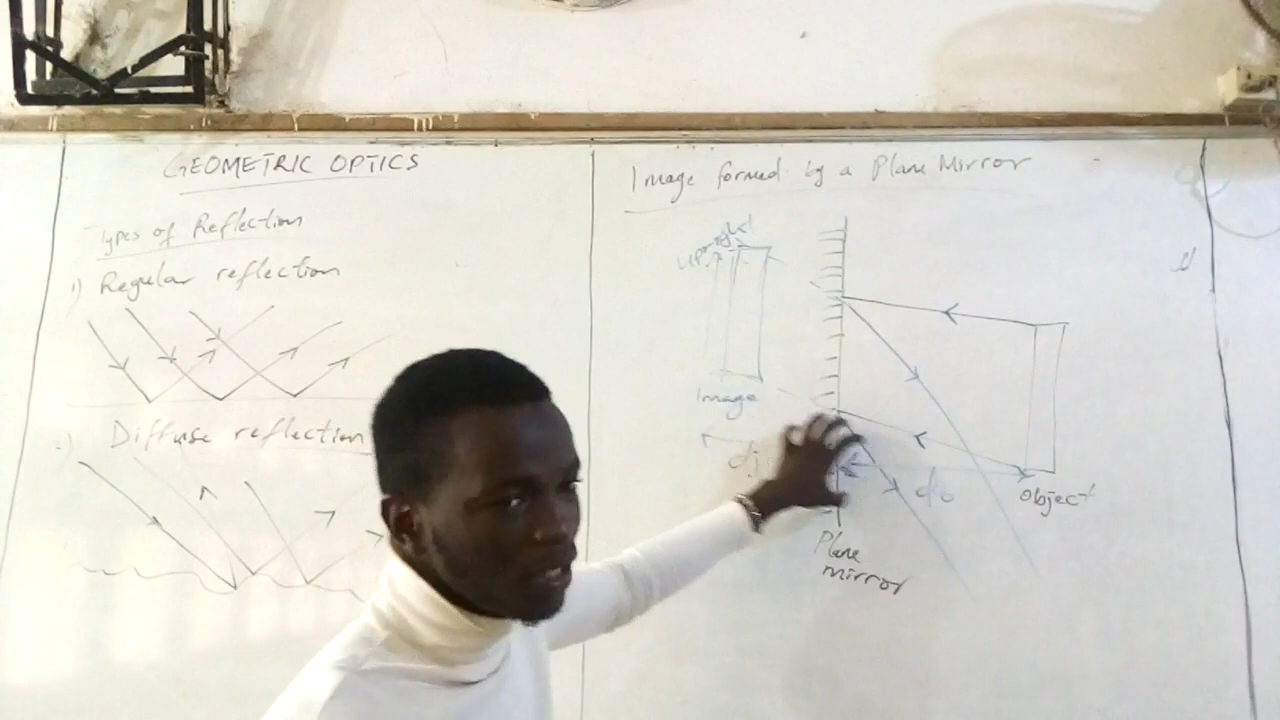 GEOMETRIC OPTICS
Types of Reflection
1) Regular reflection
Diffuse reflection
Image formed by a Plane Mirror
upright
Image
di
do
Object
Plane
mirror